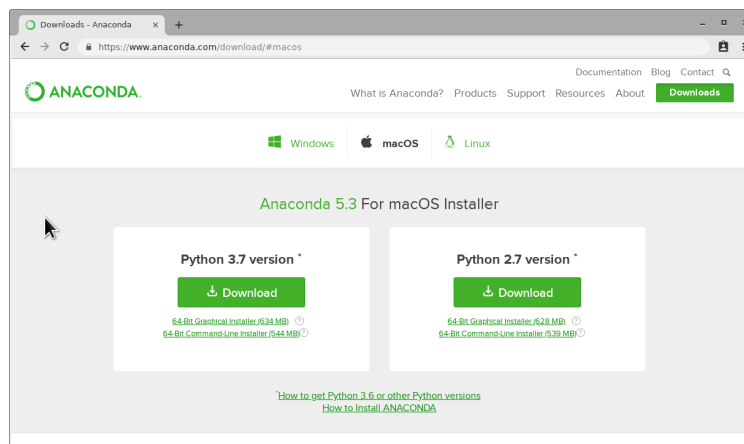 Downloads - Anaconda
https://www.anaconda.com/download/#macos
Documentation Blog Contact
ANACONDA.
What is Anaconda? Products Support Resources About Downloads
Windows macOS Linux
Anaconda 5.3 For macOS Installer
Python 3.7 version *
Download
64-Bit Graphical Installer (634 MB) ?
64-Bit Command-Line Installer (544 MB) ?
Python 2.7 version *
Download
64-Bit Graphical Installer (628 MB) ?
64-Bit Command-Line Installer (539 MB) ?
*How to get Python 3.6 or other Python versions
How to Install ANACONDA